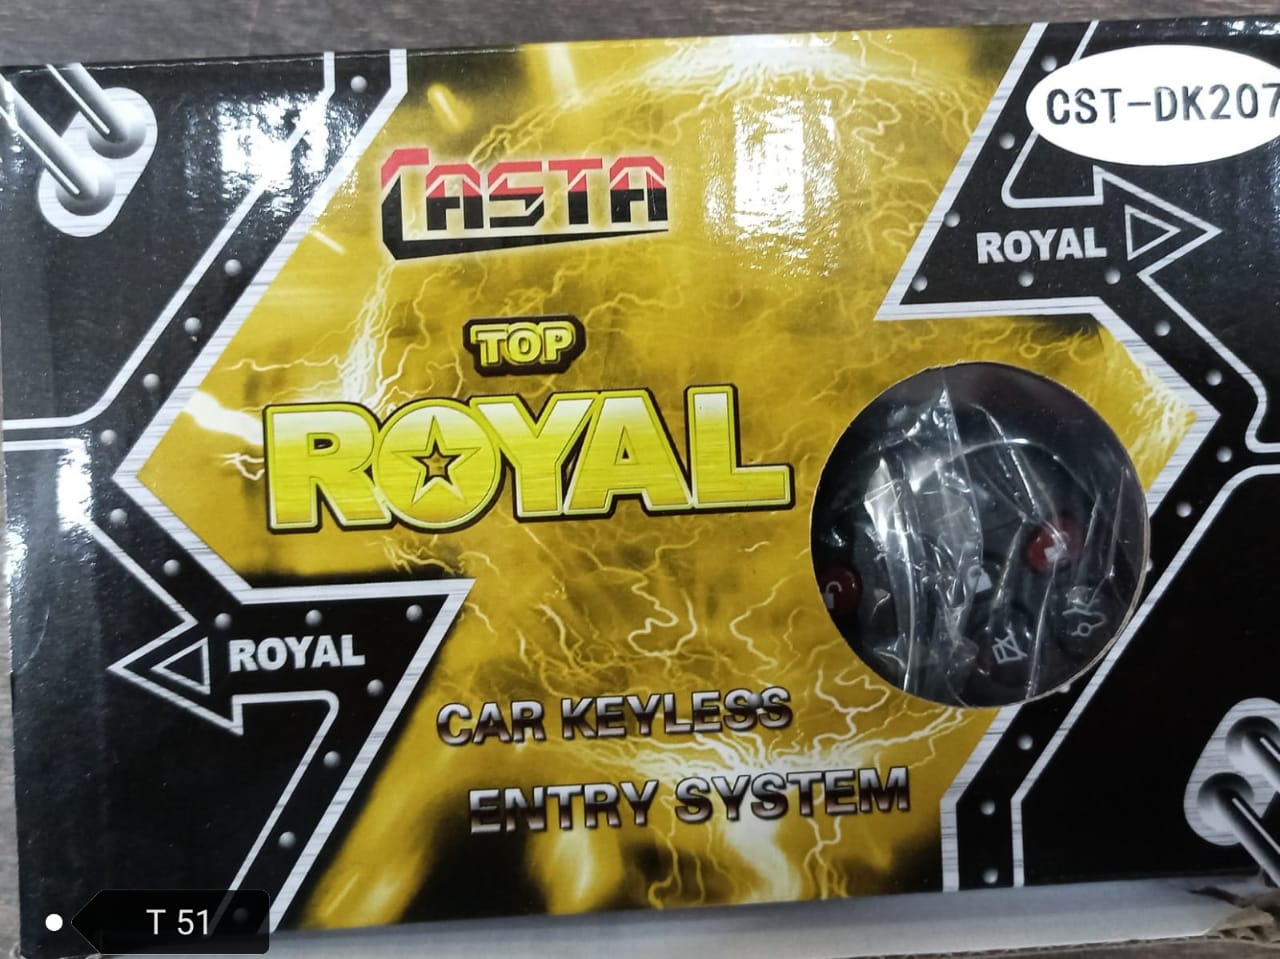 CST-DK207
CASTA
ROYAL
TOP
ROYAL
ROYAL
CAR KEYLESS
ENTRY SYSTEM
T 51